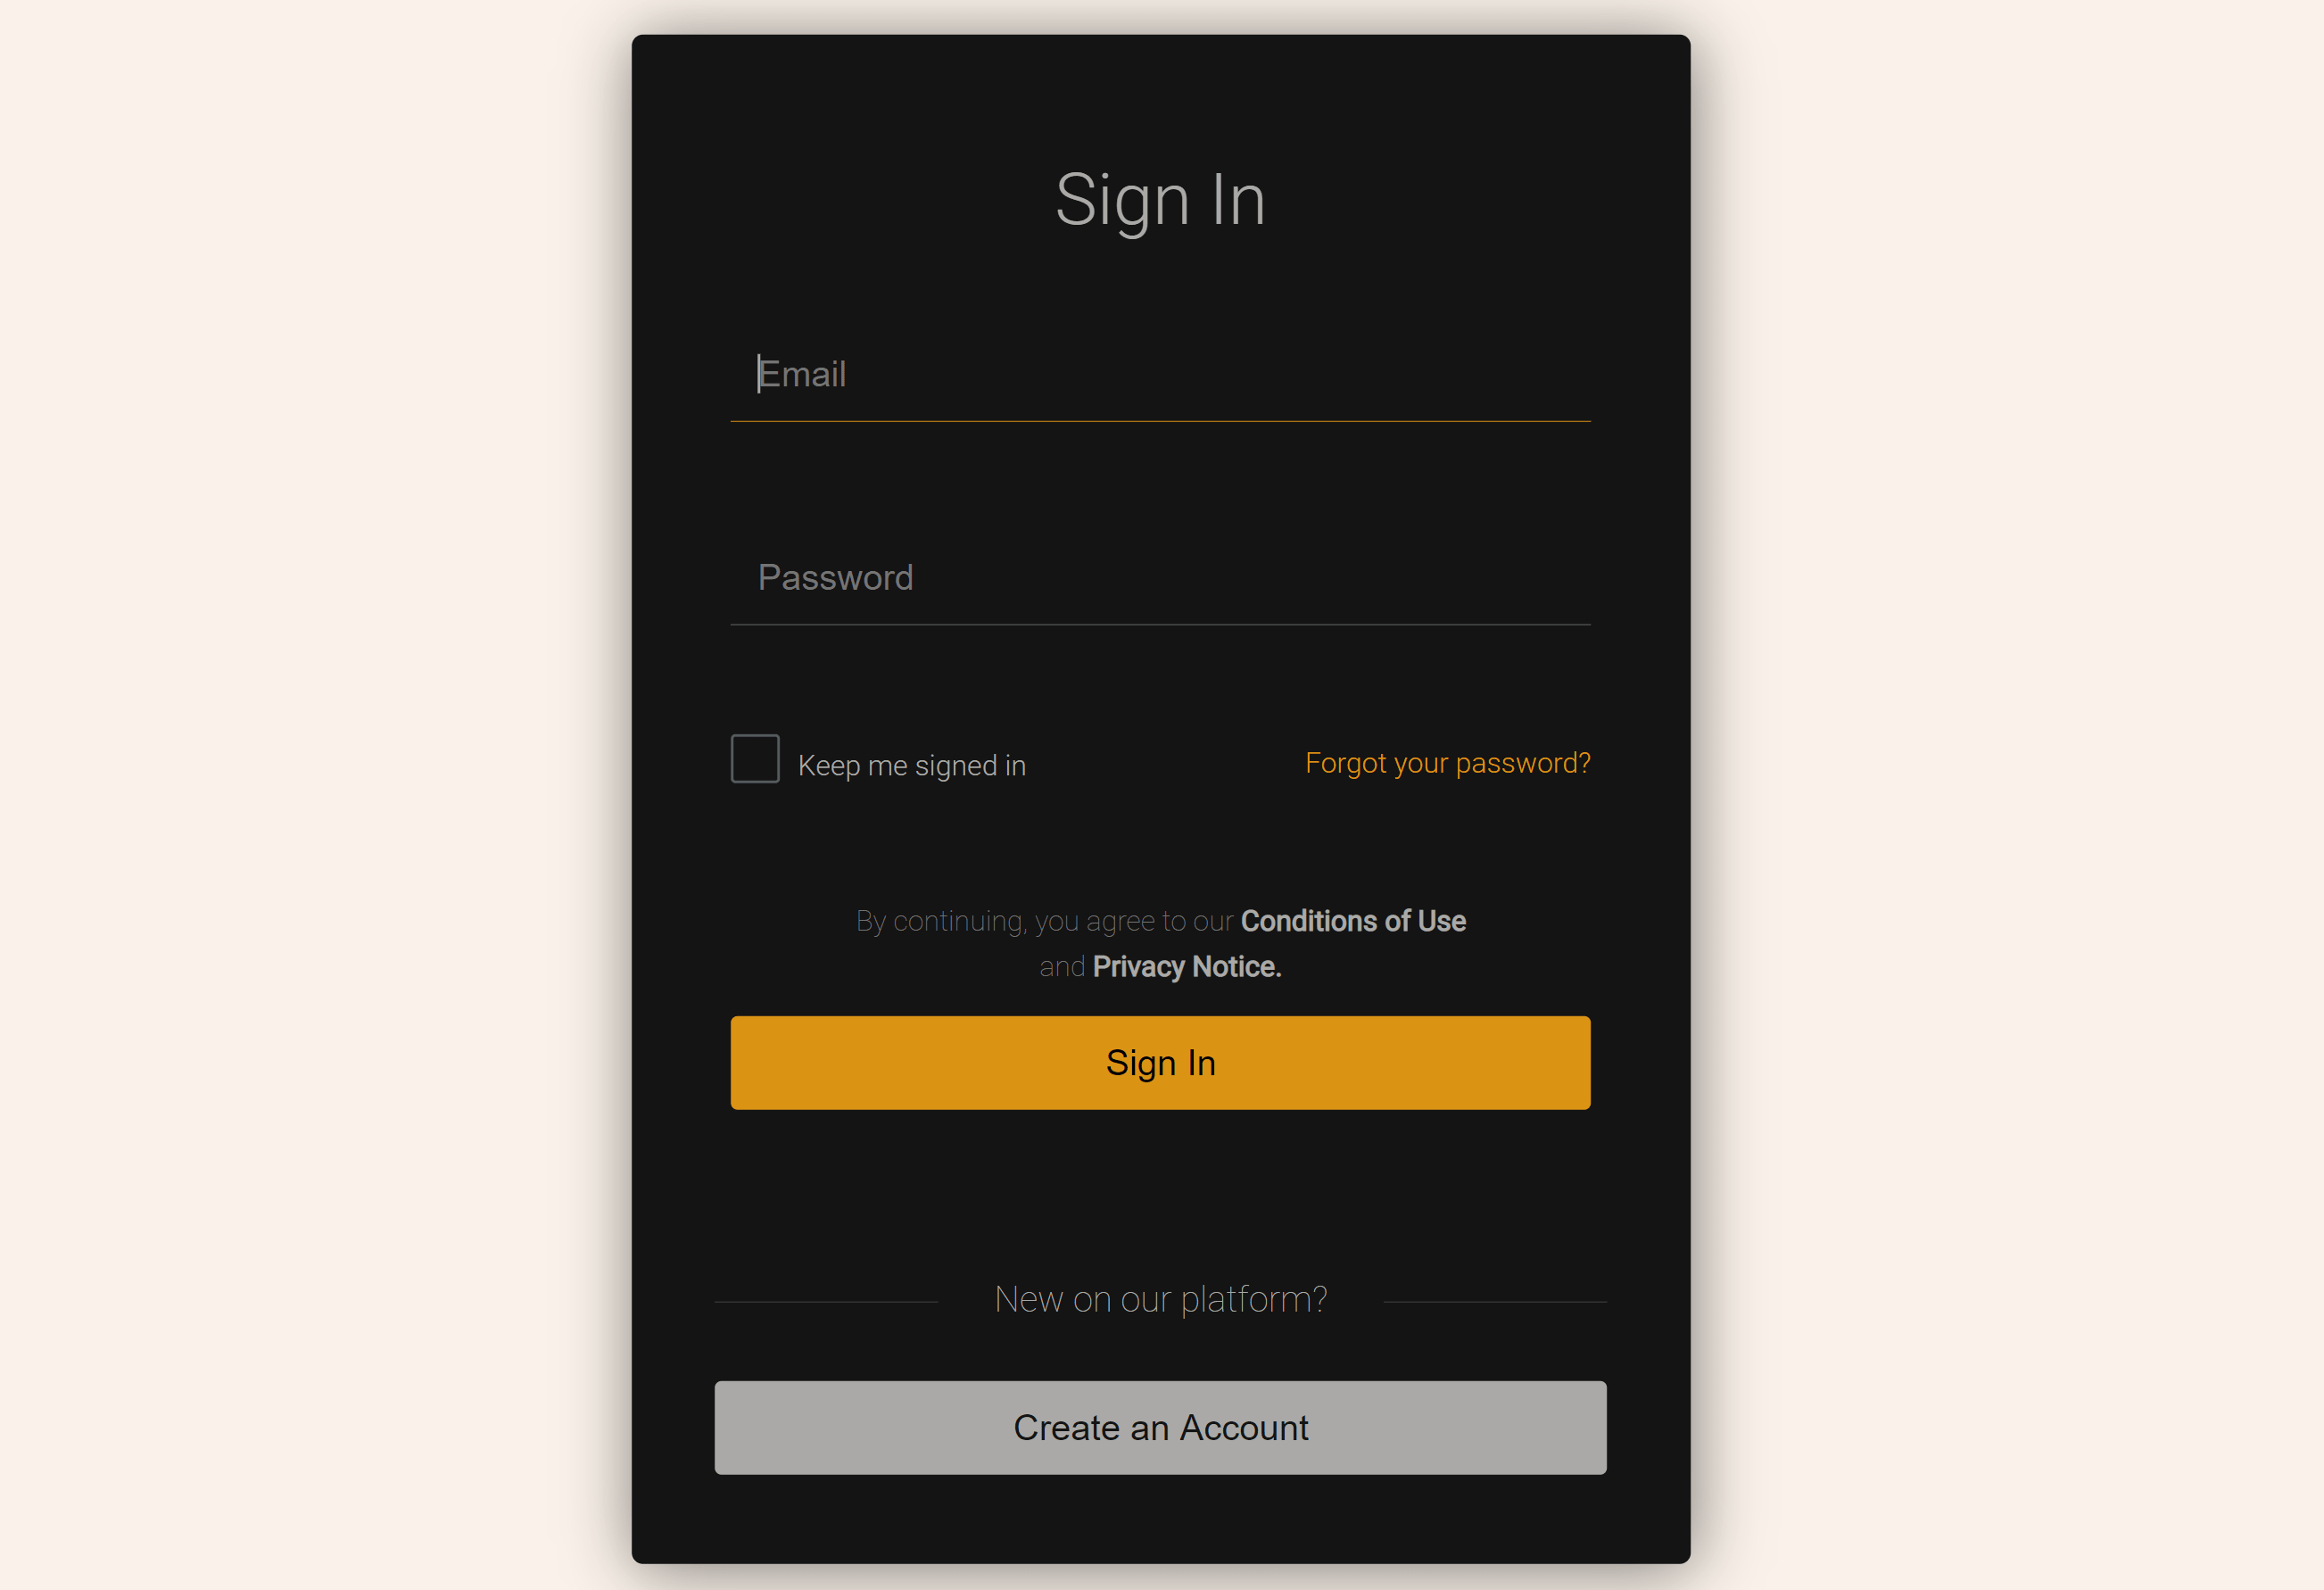 Sign In
Email
Password
Keep me signed in
Forgot your password?
By continuing, you agree to our Conditions of Use
and Privacy Notice.
Sign In
New on our platform?
Create an Account